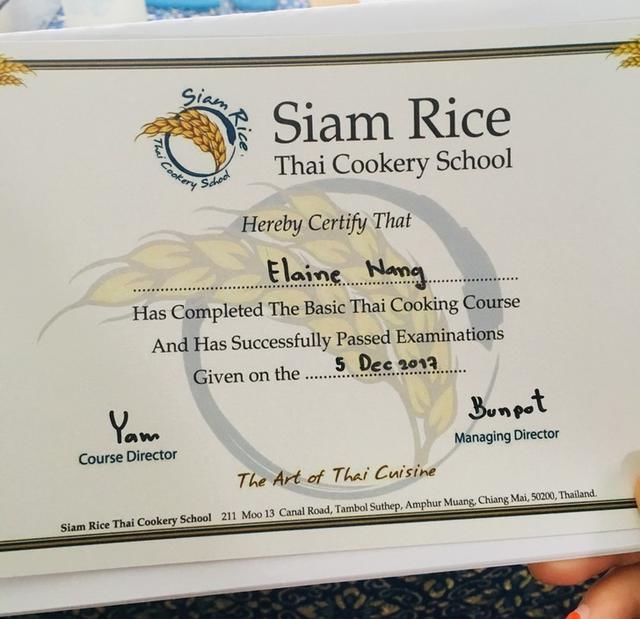 Siam Rice
Thai Cookery School
Siam Rice
Thai Cookery School
Hereby Certify That
Elaine Nang
Has Completed The Basic Thai Cooking Course
And Has Successfully Passed Examinations
Given on the 5 Dec 2017
Yam
Course Director
Bunpot
Managing Director
The Art of Thai Cuisine
Siam Rice Thai Cookery School 211 Moo 13 Canal Road, Tambol Suthep, Amphur Muang, Chiang Mai, 50200, Thailand.